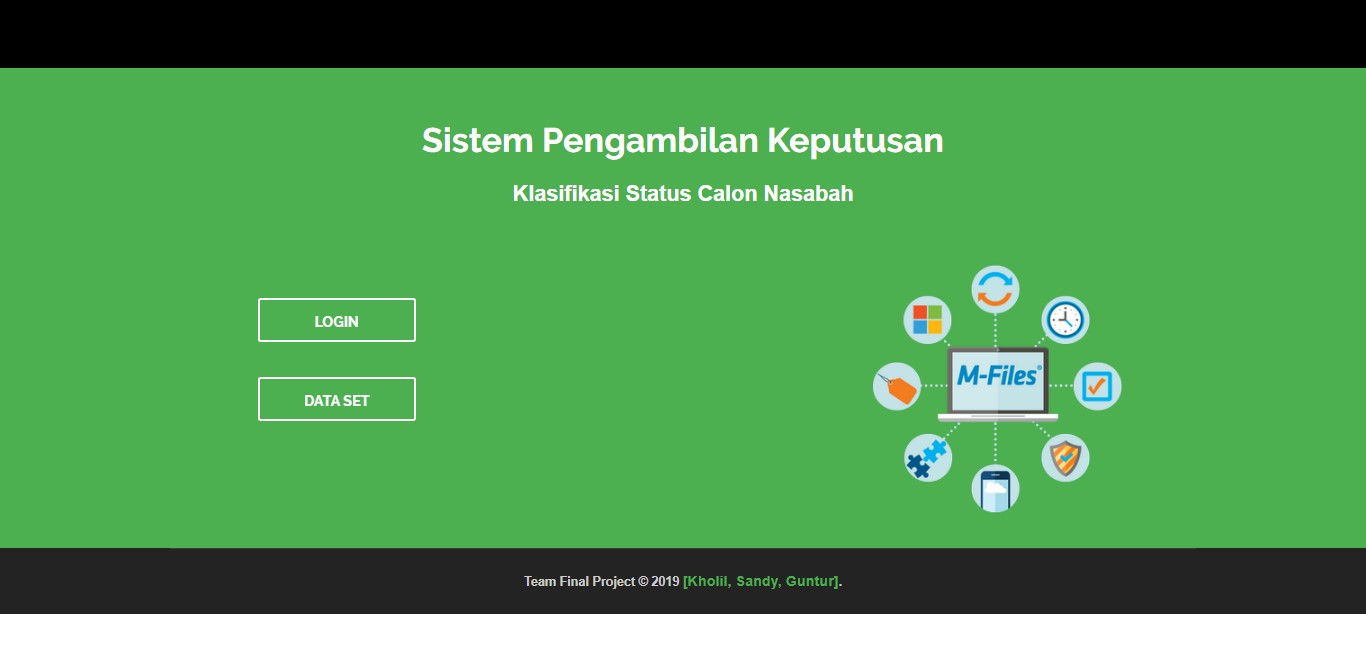 Sistem Pengambilan Keputusan
Klasifikasi Status Calon Nasabah
LOGIN
DATA SET
M-Files®
Team Final Project © 2019 [Kholil, Sandy, Guntur].